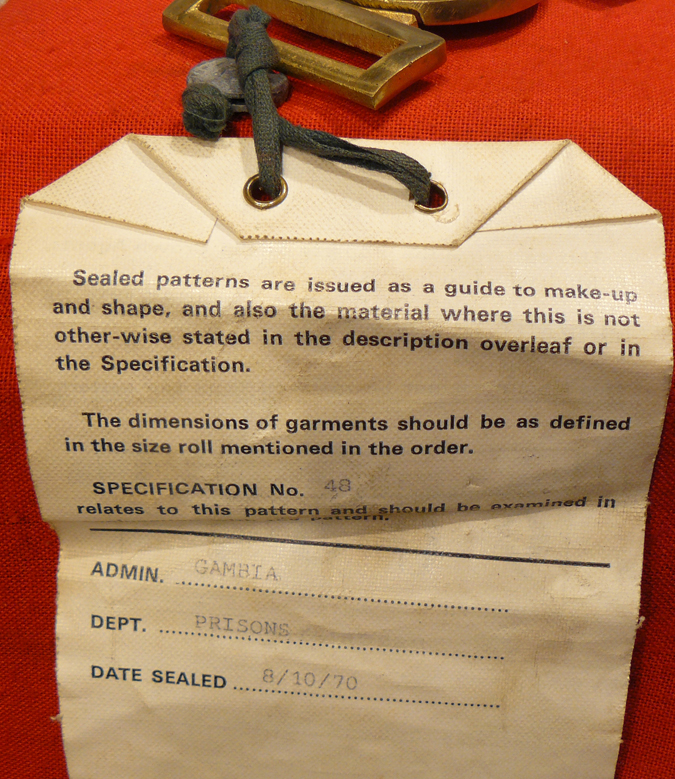 Sealed patterns are issued as a guide to make-up
and shape, and also the material where this is not
other-wise stated in the description overleaf or in
the Specification.
The dimensions of garments should be as defined
in the size roll mentioned in the order.
SPECIFICATION No. 48
relates to this pattern and should be examined in
pattern.
ADMIN. GAMBIA
DEPT. PRISONS
DATE SEALED 8/10/70